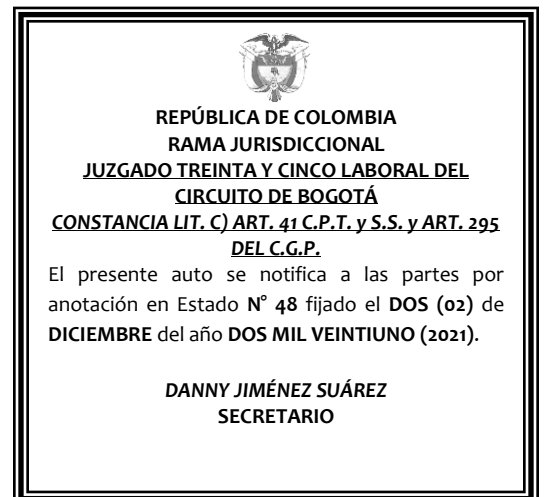 REPÚBLICA DE COLOMBIA
RAMA JURISDICCIONAL
JUZGADO TREINTA Y CINCO LABORAL DEL
CIRCUITO DE BOGOTÁ
CONSTANCIA LIT. C) ART. 41 C.P.T. y S.S. y ART. 295
DEL C.G.P.
El presente auto se notifica a las partes por
anotación en Estado N° 48 fijado el DOS (02) de
DICIEMBRE del año DOS MIL VEINTIUNO (2021).
DANNY JIMÉNEZ SUÁREZ
SECRETARIO